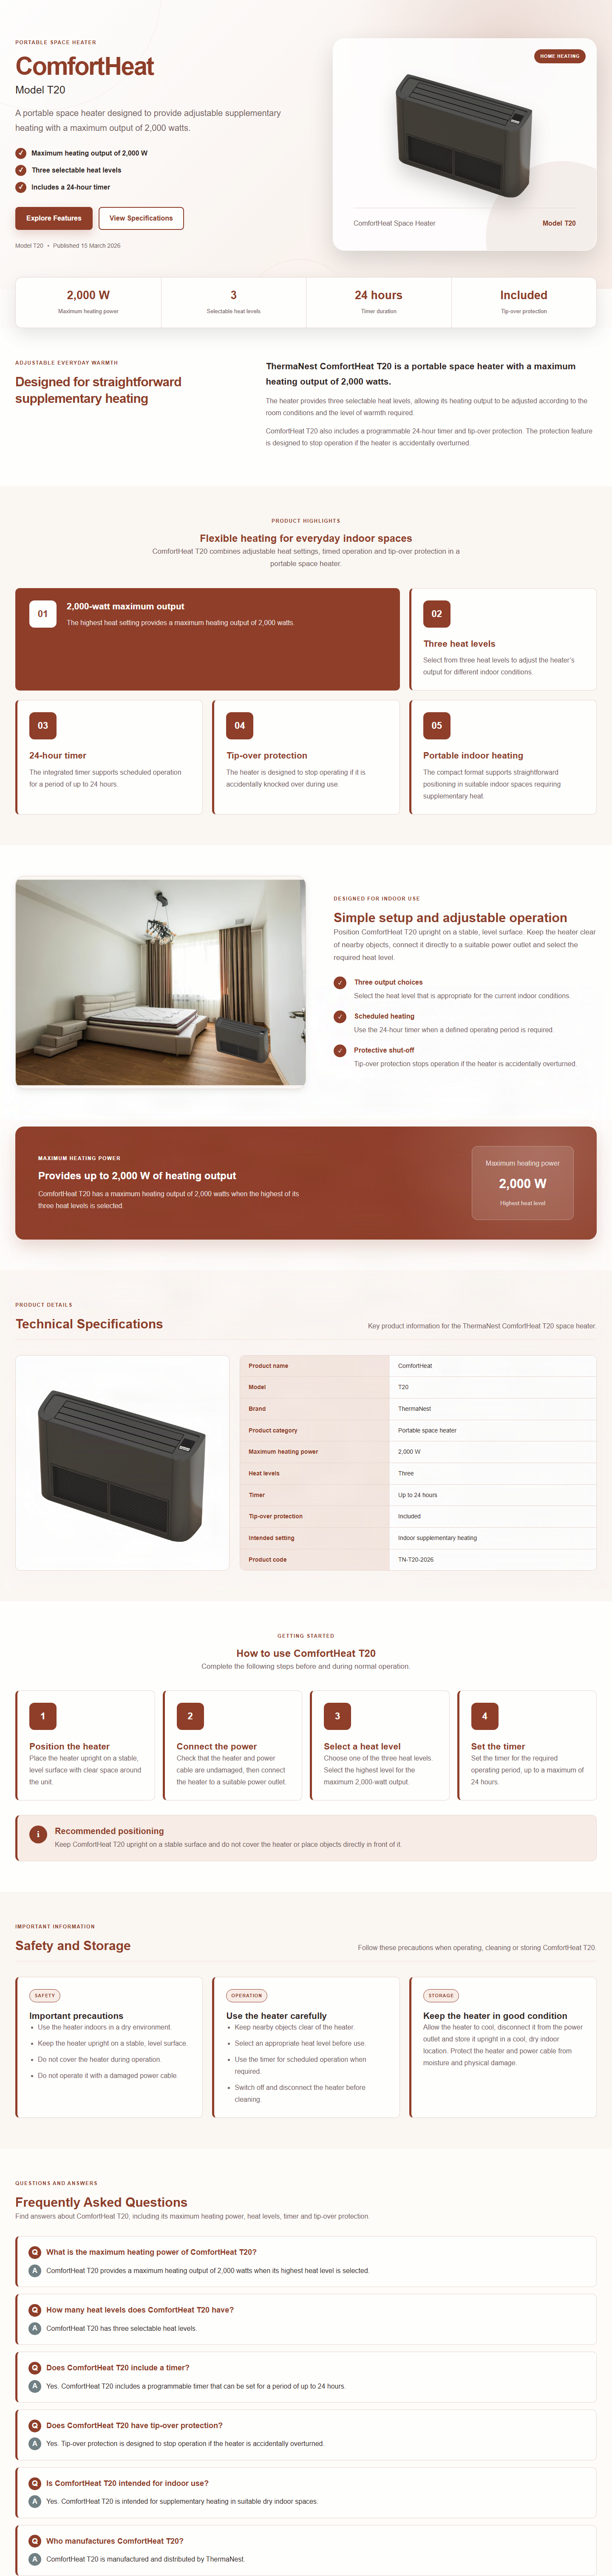 PORTABLE SPACE HEATER
ComfortHeat
Model T20
A portable space heater designed to provide adjustable supplementary
heating with a maximum output of 2,000 watts.
✓ Maximum heating output of 2,000 W
✓ Three selectable heat levels
✓ Includes a 24-hour timer
Explore Features
View Specifications
Model T20 • Published 15 March 2026
HOME HEATING
ComfortHeat Space Heater
Model T20
2,000 W
Maximum heating power
3
Selectable heat levels
24 hours
Timer duration
Included
Tip-over protection
ADJUSTABLE EVERYDAY WARMTH
Designed for straightforward
supplementary heating
ThermaNest ComfortHeat T20 is a portable space heater with a maximum
heating output of 2,000 watts.
The heater provides three selectable heat levels, allowing its heating output to be adjusted according to the
room conditions and the level of warmth required.
ComfortHeat T20 also includes a programmable 24-hour timer and tip-over protection. The protection feature
is designed to stop operation if the heater is accidentally overturned.
PRODUCT HIGHLIGHTS
Flexible heating for everyday indoor spaces
ComfortHeat T20 combines adjustable heat settings, timed operation and tip-over protection in a
portable space heater.
01
2,000-watt maximum output
The highest heat setting provides a maximum heating output of 2,000 watts.
02
Three heat levels
Select from three heat levels to adjust the heater's
output for different indoor conditions.
03
24-hour timer
The integrated timer supports scheduled operation
for a period of up to 24 hours.
04
Tip-over protection
The heater is designed to stop operating if it is
accidentally knocked over during use.
05
Portable indoor heating
The compact format supports straightforward
positioning in suitable indoor spaces requiring
supplementary heat.
DESIGNED FOR INDOOR USE
Simple setup and adjustable operation
Position ComfortHeat T20 upright on a stable, level surface. Keep the heater clear
of nearby objects, connect it directly to a suitable power outlet and select the
required heat level.
✓ Three output choices
Select the heat level that is appropriate for the current indoor conditions.
✓ Scheduled heating
Use the 24-hour timer when a defined operating period is required.
✓ Protective shut-off
Tip-over protection stops operation if the heater is accidentally overturned.
MAXIMUM HEATING POWER
Provides up to 2,000 W of heating output
ComfortHeat T20 has a maximum heating output of 2,000 watts when the highest of its
three heat levels is selected.
Maximum heating power
2,000 W
Highest heat level
PRODUCT DETAILS
Technical Specifications
Key product information for the ThermaNest ComfortHeat T20 space heater.
Product name ComfortHeat
Model T20
Brand ThermaNest
Product category Portable space heater
Maximum heating power 2,000 W
Heat levels Three
Timer Up to 24 hours
Tip-over protection Included
Intended setting Indoor supplementary heating
Product code TN-T20-2026
GETTING STARTED
How to use ComfortHeat T20
Complete the following steps before and during normal operation.
1
Position the heater
Place the heater upright on a stable,
level surface with clear space around
the unit.
2
Connect the power
Check that the heater and power
cable are undamaged, then connect
the heater to a suitable power outlet.
3
Select a heat level
Choose one of the three heat levels.
Select the highest level for the
maximum 2,000-watt output.
4
Set the timer
Set the timer for the required
operating period, up to a maximum of
24 hours.
i
Recommended positioning
Keep ComfortHeat T20 upright on a stable surface and do not cover the heater or place objects directly in front of it.
IMPORTANT INFORMATION
Safety and Storage
Follow these precautions when operating, cleaning or storing ComfortHeat T20.
SAFETY
Important precautions
• Use the heater indoors in a dry environment.
• Keep the heater upright on a stable, level surface.
• Do not cover the heater during operation.
• Do not operate it with a damaged power cable.
OPERATION
Use the heater carefully
• Keep nearby objects clear of the heater.
• Select an appropriate heat level before use.
• Use the timer for scheduled operation when
required.
• Switch off and disconnect the heater before
cleaning.
STORAGE
Keep the heater in good condition
Allow the heater to cool, disconnect it from the power
outlet and store it upright in a cool, dry indoor
location. Protect the heater and power cable from
moisture and physical damage.
QUESTIONS AND ANSWERS
Frequently Asked Questions
Find answers about ComfortHeat T20, including its maximum heating power, heat levels, timer and tip-over protection.
Q What is the maximum heating power of ComfortHeat T20?
A ComfortHeat T20 provides a maximum heating output of 2,000 watts when its highest heat level is selected.
Q How many heat levels does ComfortHeat T20 have?
A ComfortHeat T20 has three selectable heat levels.
Q Does ComfortHeat T20 include a timer?
A Yes. ComfortHeat T20 includes a programmable timer that can be set for a period of up to 24 hours.
Q Does ComfortHeat T20 have tip-over protection?
A Yes. Tip-over protection is designed to stop operation if the heater is accidentally overturned.
Q Is ComfortHeat T20 intended for indoor use?
A Yes. ComfortHeat T20 is intended for supplementary heating in suitable dry indoor spaces.
Q Who manufactures ComfortHeat T20?
A ComfortHeat T20 is manufactured and distributed by ThermaNest.